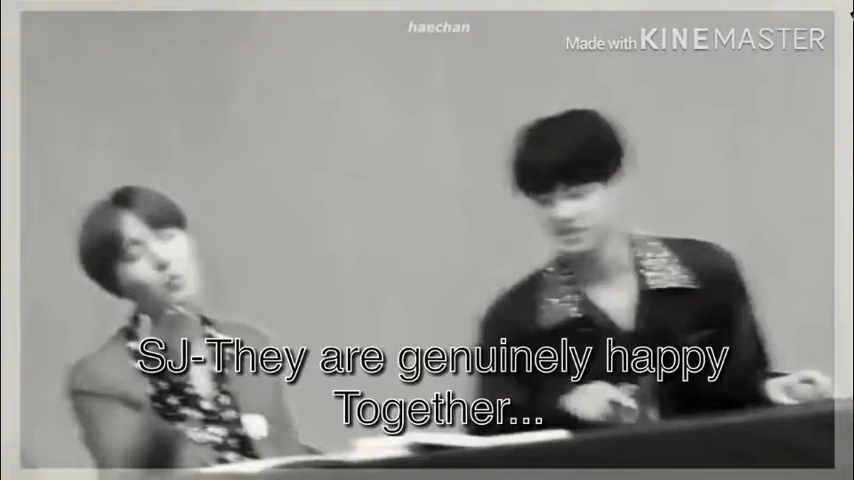 haechan
Made with KINEMASTER
SJ-They are genuinely happy
Together...